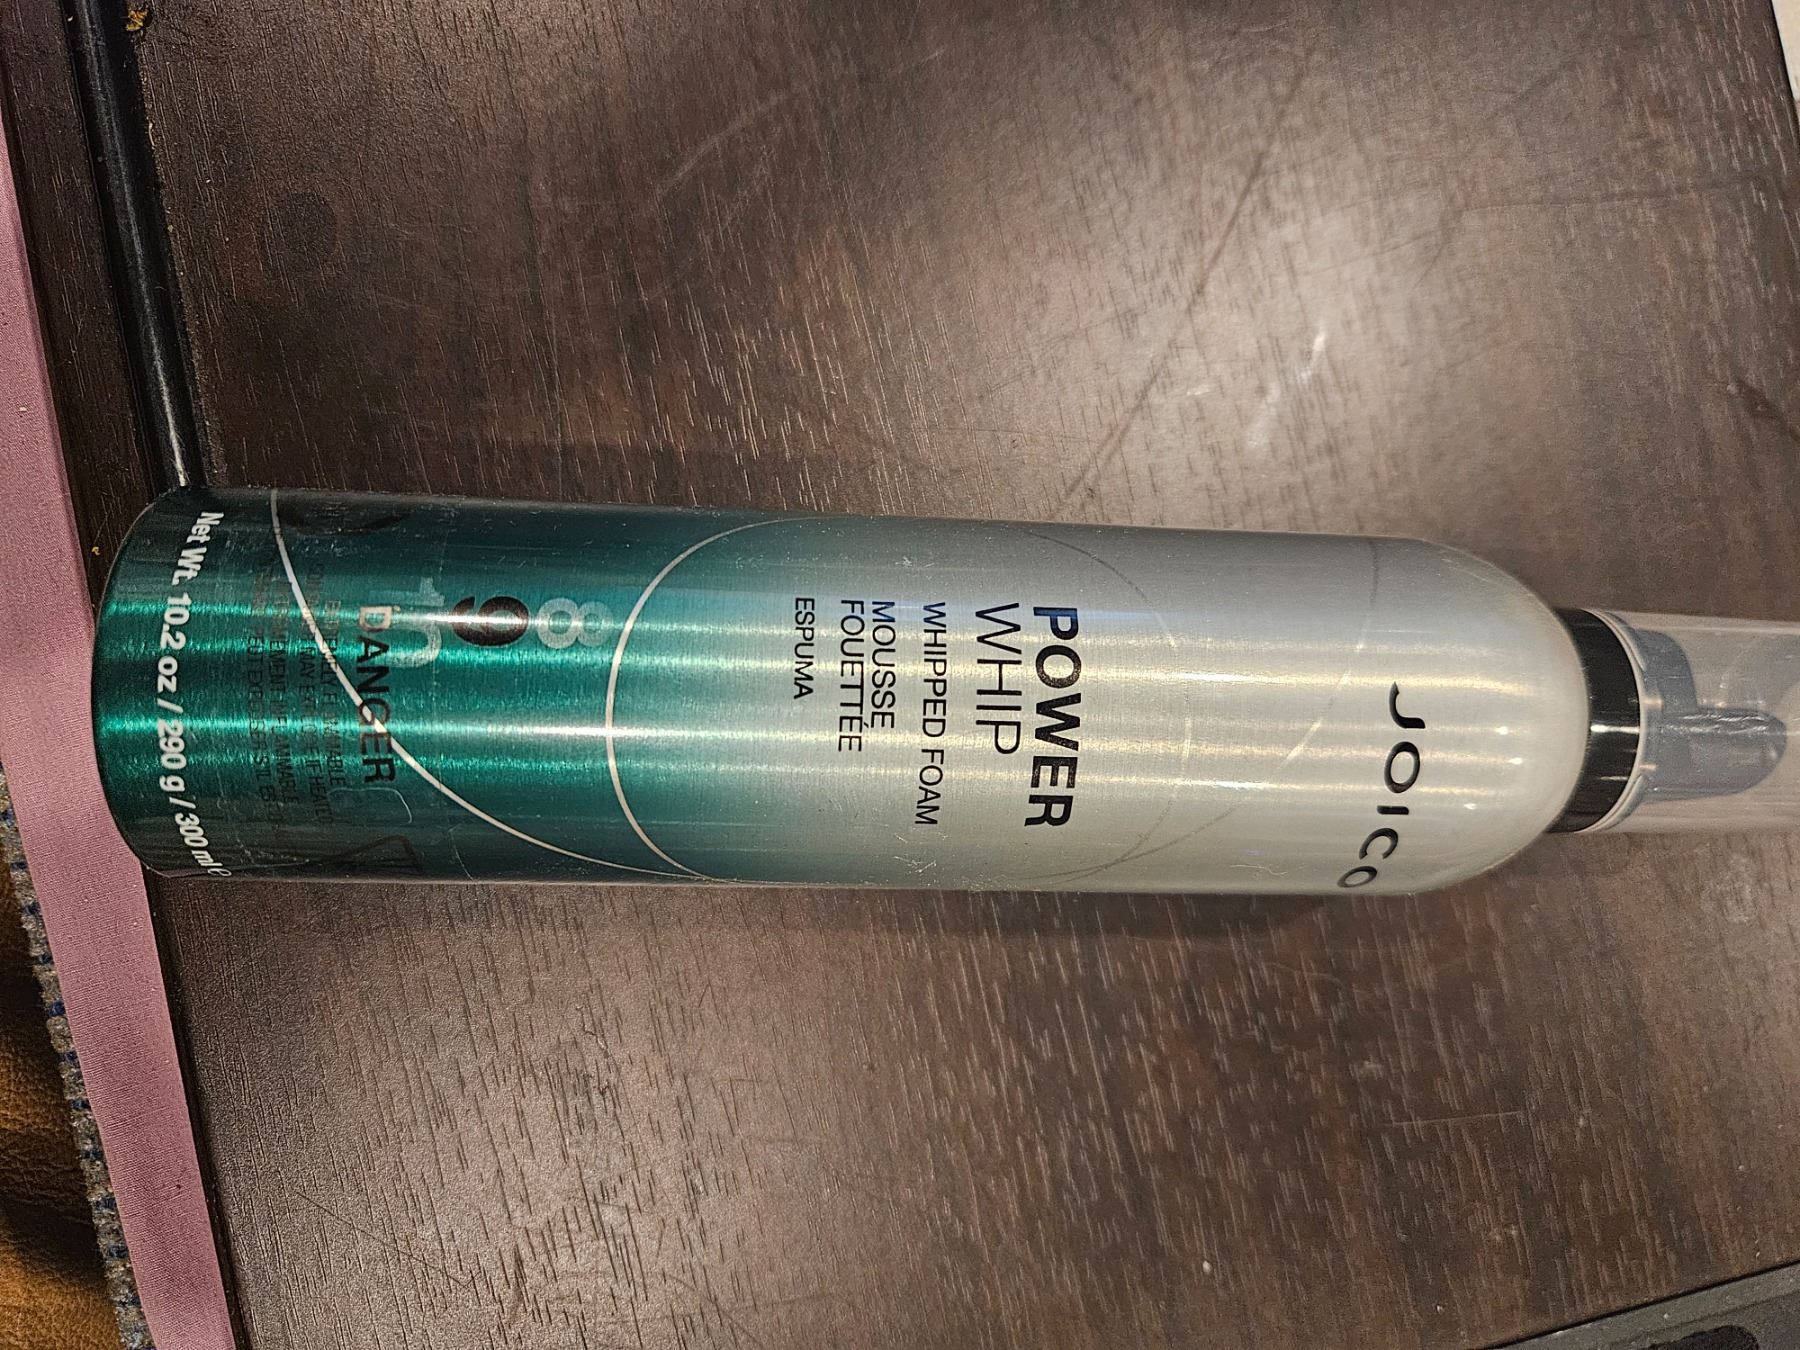 JOICO
POWER
WHIP
WHIPPED FOAM
MOUSSE
FOUETTÉE
ESPUMA
8
9
10
DANGER
Net Wt. 10.2 oz / 290 g / 300 ml e